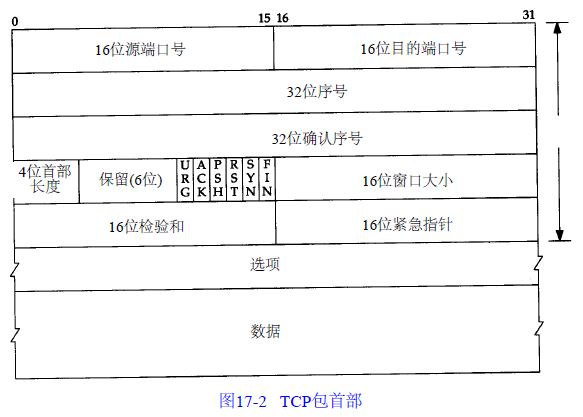 0 15 16 31
16位源端口号 16位目的端口号
32位序号
32位确认序号
4位首部
长度
保留(6位)
URG ACK PSH RST SYN FIN
16位窗口大小
16位检验和 16位紧急指针
选项
数据
图17-2 TCP包首部